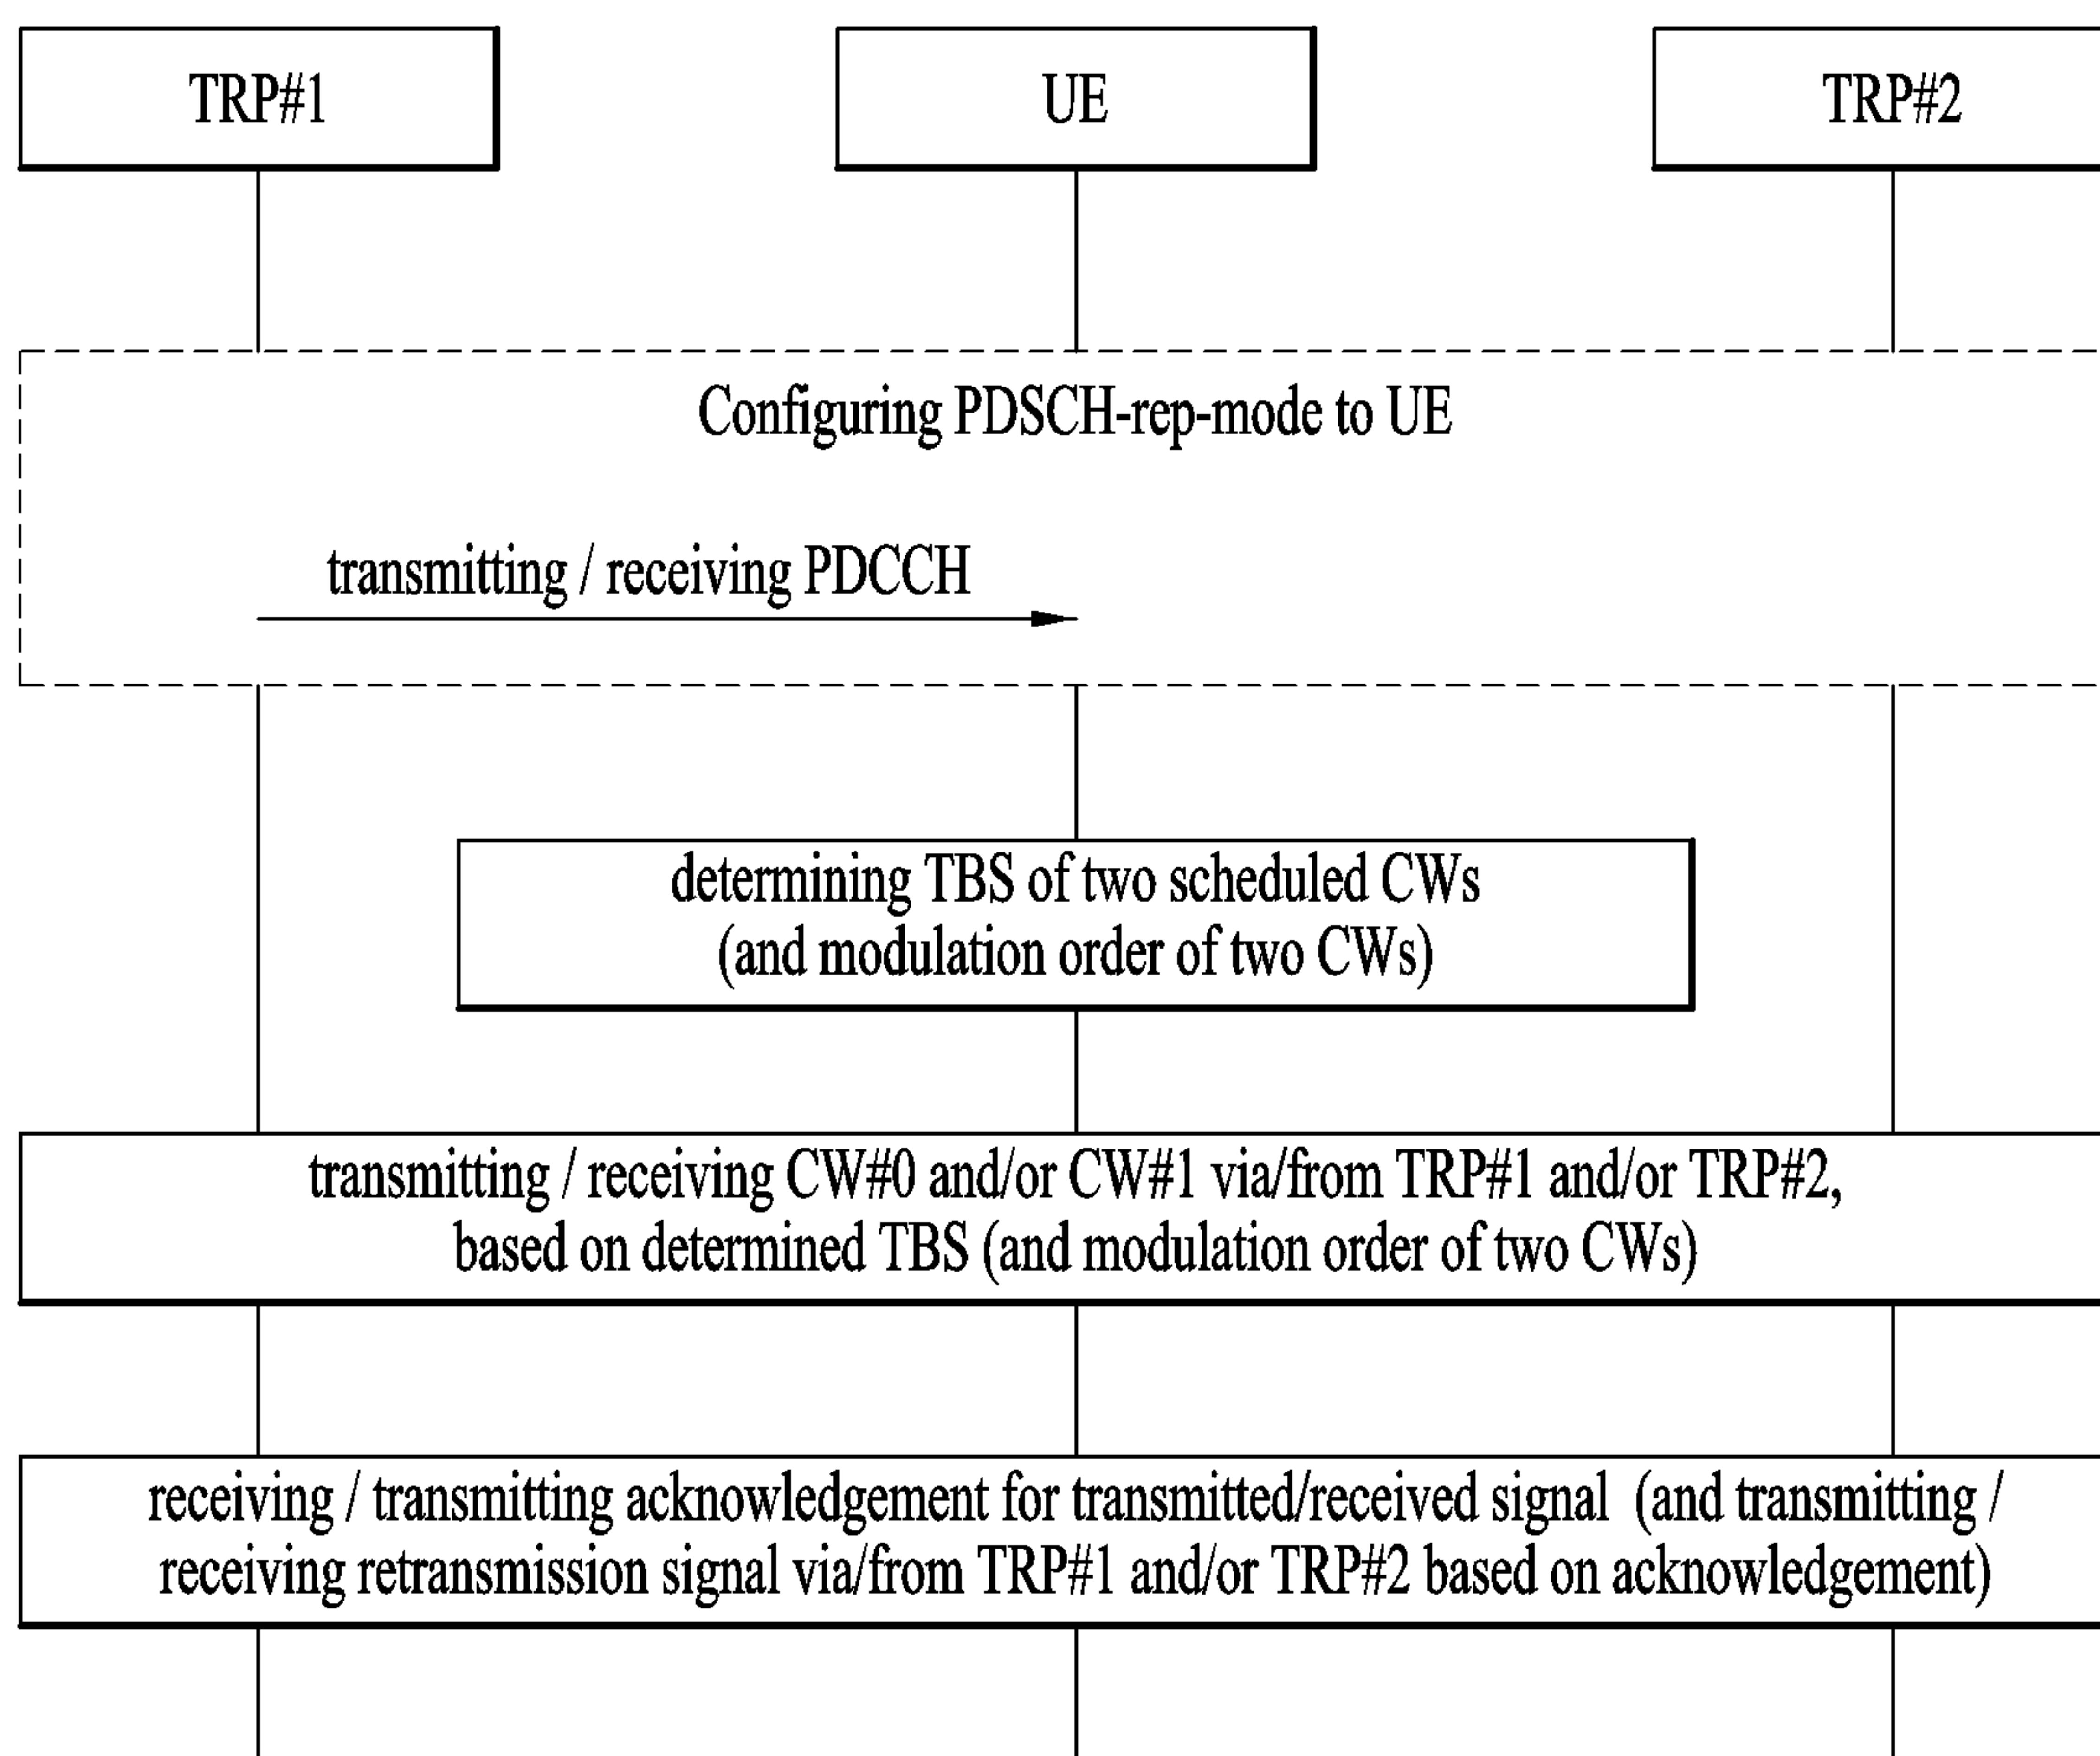 TRP#1
UE
TRP#2
Configuring PDSCH-rep-mode to UE
transmitting / receiving PDCCH
determining TBS of two scheduled CWs
(and modulation order of two CWs)
transmitting / receiving CW#0 and/or CW#1 via/from TRP#1 and/or TRP#2,
based on determined TBS (and modulation order of two CWs)
receiving / transmitting acknowledgement for transmitted/received signal (and transmitting /
receiving retransmission signal via/from TRP#1 and/or TRP#2 based on acknowledgement)